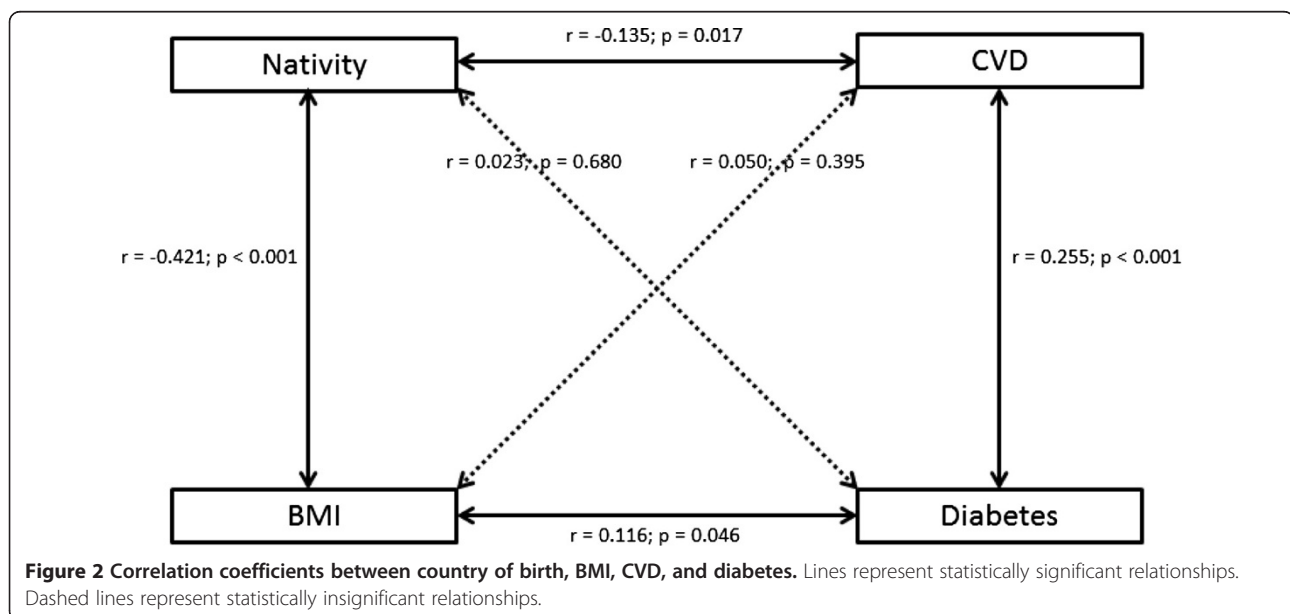 r = -0.135; p = 0.017
Nativity
CVD
r = 0.023; p = 0.680
r = 0.050; p = 0.395
r = -0.421; p < 0.001
r = 0.255; p < 0.001
BMI
Diabetes
r = 0.116; p = 0.046
Figure 2 Correlation coefficients between country of birth, BMI, CVD, and diabetes. Lines represent statistically significant relationships.
Dashed lines represent statistically insignificant relationships.